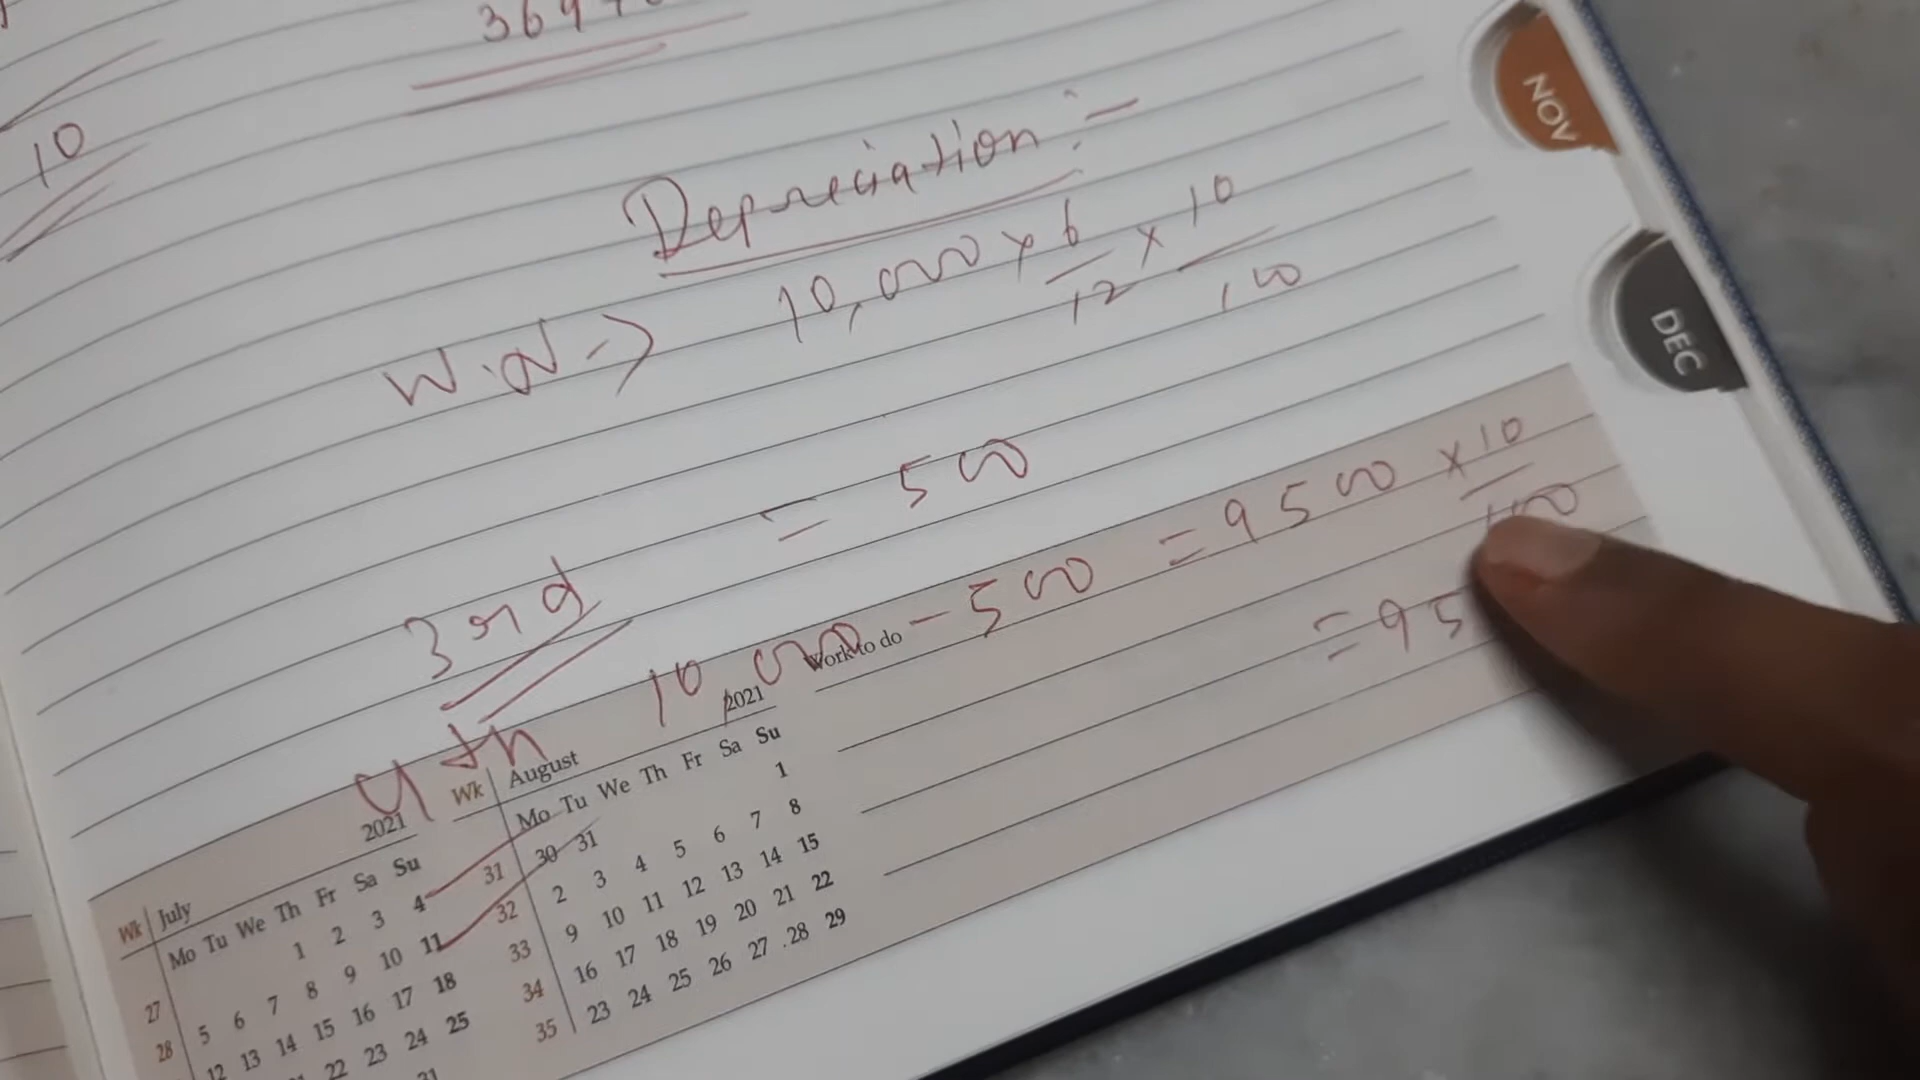 10
Depreciation :-
W.N -> 10,000 x 6/12 x 10/100
= 500
3rd
4th 10,000 - 500 = 9500 x 10/100
= 95
Work to do
NOV
DEC
2021
Wk July
Mo Tu We Th Fr Sa Su
1 2 3 4
27 5 6 7 8 9 10 11
28 12 13 14 15 16 17 18
22 23 24 25
31
2021
Wk August
Mo Tu We Th Fr Sa Su
31 30 31 1
32 2 3 4 5 6 7 8
33 9 10 11 12 13 14 15
34 16 17 18 19 20 21 22
35 23 24 25 26 27 28 29